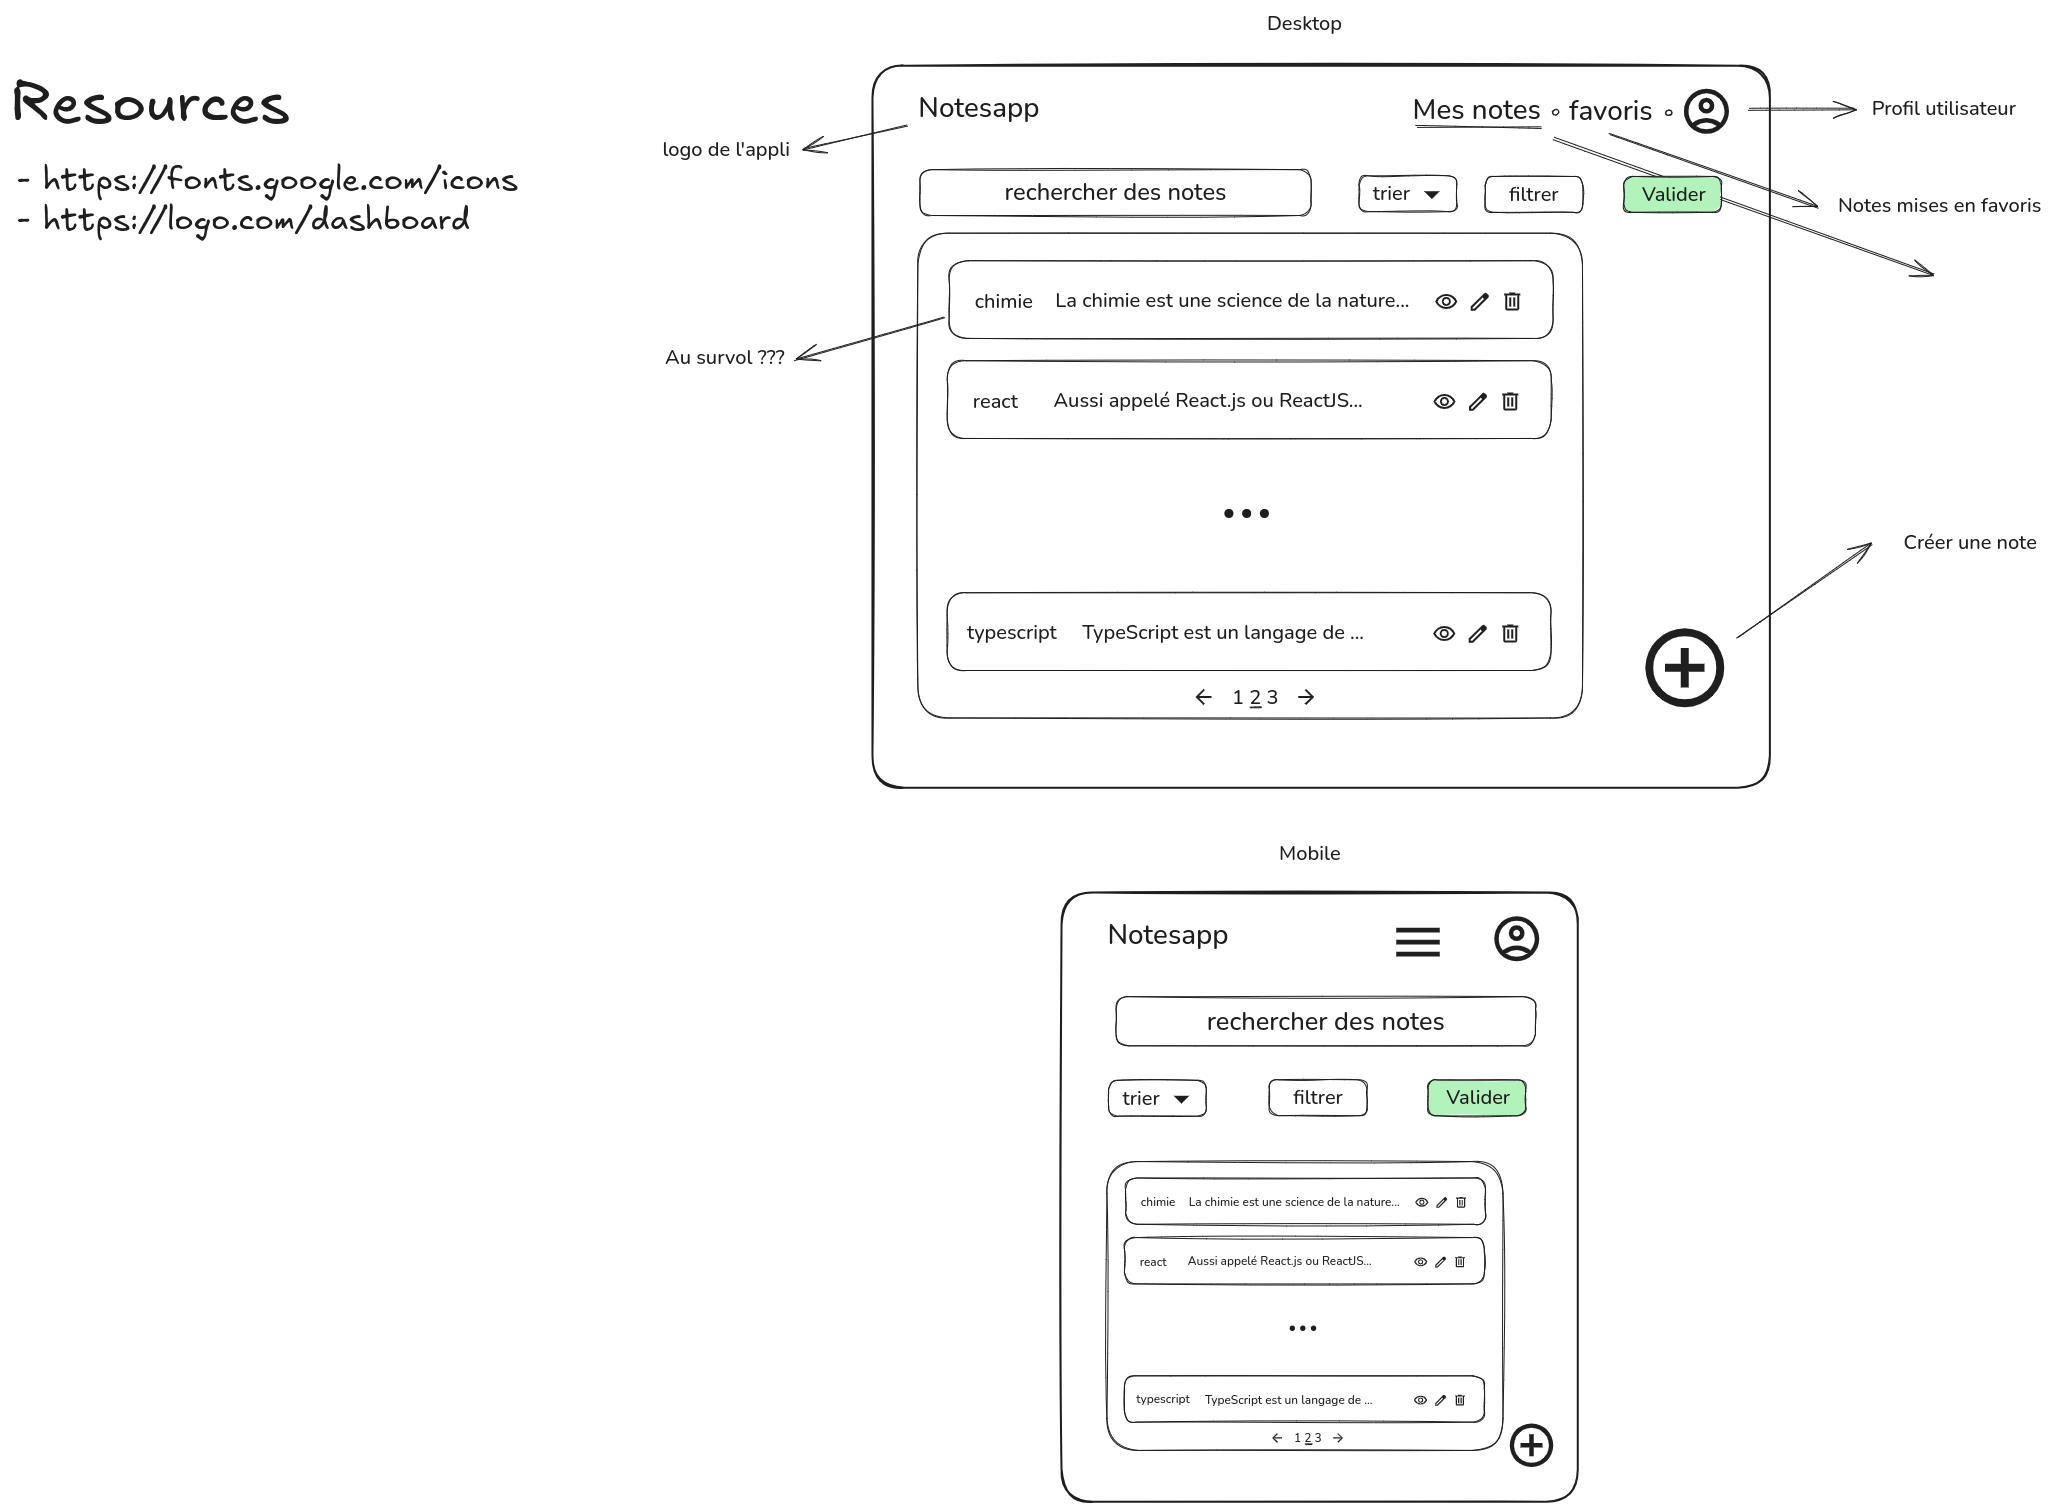 Resources
- https://fonts.google.com/icons
- https://logo.com/dashboard
Desktop
Notesapp
Mes notes ∘ favoris ∘
Profil utilisateur
logo de l'appli
rechercher des notes
trier
filtrer
Valider
Notes mises en favoris
chimie La chimie est une science de la nature...
Au survol ???
react Aussi appelé React.js ou ReactJS...
...
Créer une note
typescript TypeScript est un langage de ...
← 1 2 3 →
Mobile
Notesapp
rechercher des notes
trier
filtrer
Valider
chimie La chimie est une science de la nature...
react Aussi appelé React.js ou ReactJS...
...
typescript TypeScript est un langage de ...
← 1 2 3 →